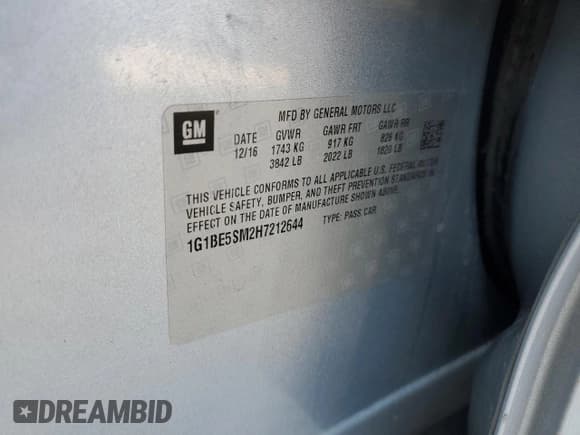 MFD BY GENERAL MOTORS LLC
GM
DATE GVWR GAWR FRT GAWR RR
12/16 1743 KG 917 KG 826 KG
3842 LB 2022 LB 1820 LB
THIS VEHICLE CONFORMS TO ALL APPLICABLE U.S. FEDERAL MOTOR
VEHICLE SAFETY, BUMPER, AND THEFT PREVENTION STANDARDS IN
EFFECT ON THE DATE OF MANUFACTURE SHOWN ABOVE.
1G1BE5SM2H7212644 TYPE: PASS CAR
DREAMBID